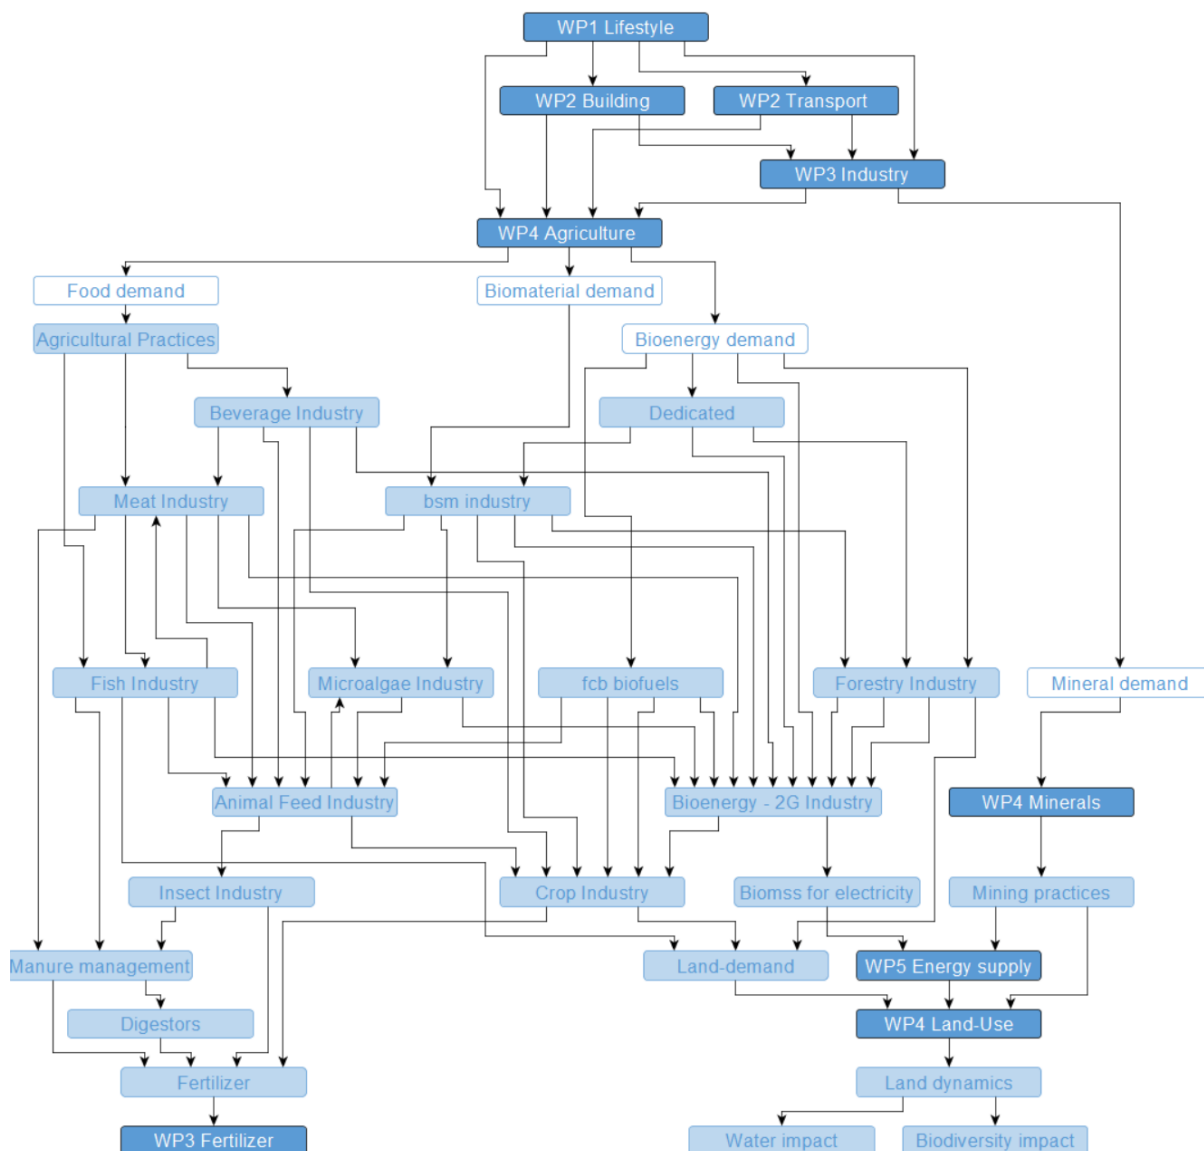 WP1 Lifestyle
WP2 Building
WP2 Transport
WP3 Industry
WP4 Agriculture
Food demand
Biomaterial demand
Agricultural Practices
Bioenergy demand
Beverage Industry
Dedicated
Meat Industry
bsm industry
Fish Industry
Microalgae Industry
fcb biofuels
Forestry Industry
Mineral demand
Animal Feed Industry
Bioenergy - 2G Industry
WP4 Minerals
Insect Industry
Crop Industry
Biomss for electricity
Mining practices
Manure management
Land-demand
WP5 Energy supply
Digestors
WP4 Land-Use
Fertilizer
Land dynamics
WP3 Fertilizer
Water impact
Biodiversity impact